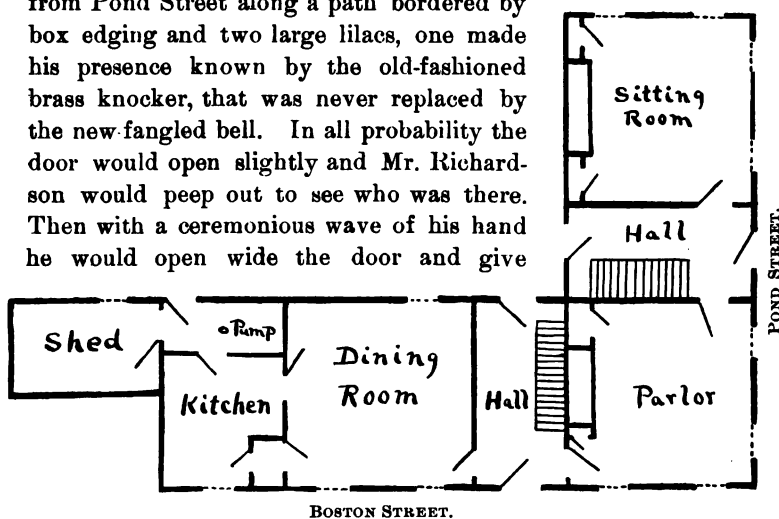 from Pond Street along a path bordered by
box edging and two large lilacs, one made
his presence known by the old-fashioned
brass knocker, that was never replaced by
the new-fangled bell. In all probability the
door would open slightly and Mr. Richard-
son would peep out to see who was there.
Then with a ceremonious wave of his hand
he would open wide the door and give
Sitting
Room
Hall
POND STREET.
Shed
Pump
Kitchen
Dining
Room
Hall
Parlor
BOSTON STREET.